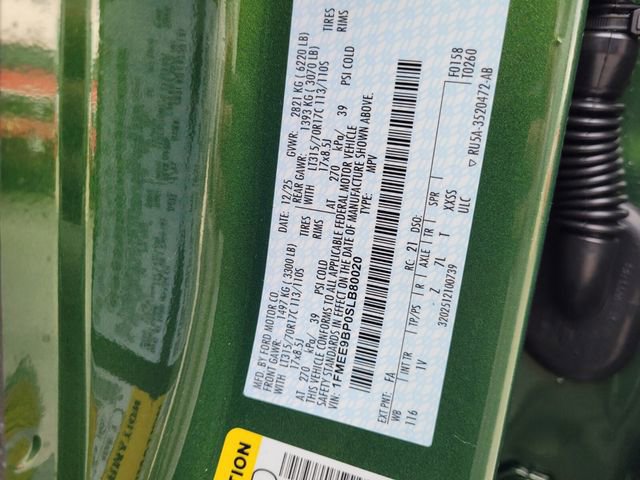 MFD. BY FORD MOTOR CO.
DATE: 12/25 GVWR: 2821 KG ( 6220 LB)
FRONT GAWR: 1497 KG ( 3300 LB) REAR GAWR: 1393 KG ( 3070 LB)
WITH LT315/70R17C 113/110S TIRES WITH LT315/70R17C 113/110S TIRES
17x8.5J RIMS 17x8.5J RIMS
AT 270 kPa/ 39 PSI COLD AT 270 kPa/ 39 PSI COLD
THIS VEHICLE CONFORMS TO ALL APPLICABLE FEDERAL MOTOR VEHICLE
SAFETY STANDARDS IN EFFECT ON THE DATE OF MANUFACTURE SHOWN ABOVE.
VIN: 1FMEE9BP0SLB80020 TYPE: MPV
F0158
T0260
EXT PNT: FA RC: 21 DSO:
WB INT TR TP/PS R AXLE TR SPR
116 1V Z 7L T XXSS
3202512100739 ULC
RU5A-3520472-AB
TION